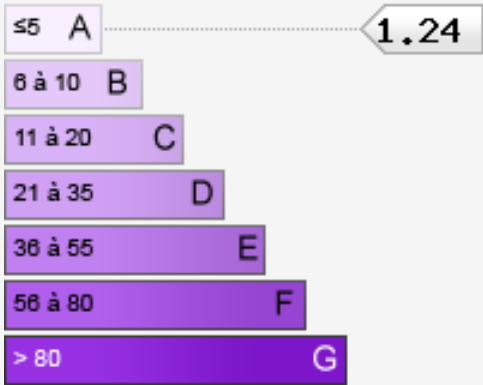 ≤5 A 1.24
6 à 10 B
11 à 20 C
21 à 35 D
36 à 55 E
56 à 80 F
> 80 G